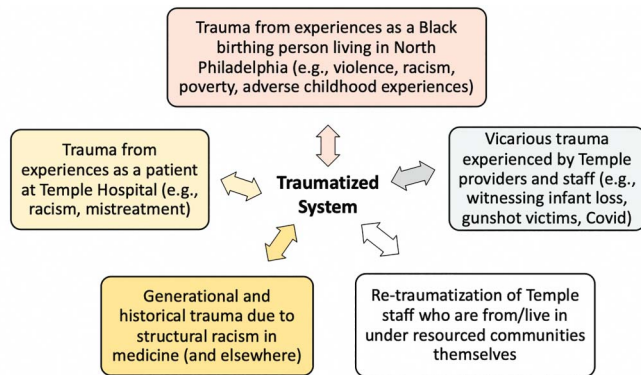 Trauma from experiences as a Black
birthing person living in North
Philadelphia (e.g., violence, racism,
poverty, adverse childhood experiences)
Trauma from
experiences as a patient
at Temple Hospital (e.g.,
racism, mistreatment)
Traumatized
System
Vicarious trauma
experienced by Temple
providers and staff (e.g.,
witnessing infant loss,
gunshot victims, Covid)
Generational and
historical trauma due to
structural racism in
medicine (and elsewhere)
Re-traumatization of Temple
staff who are from/live in
under resourced communities
themselves